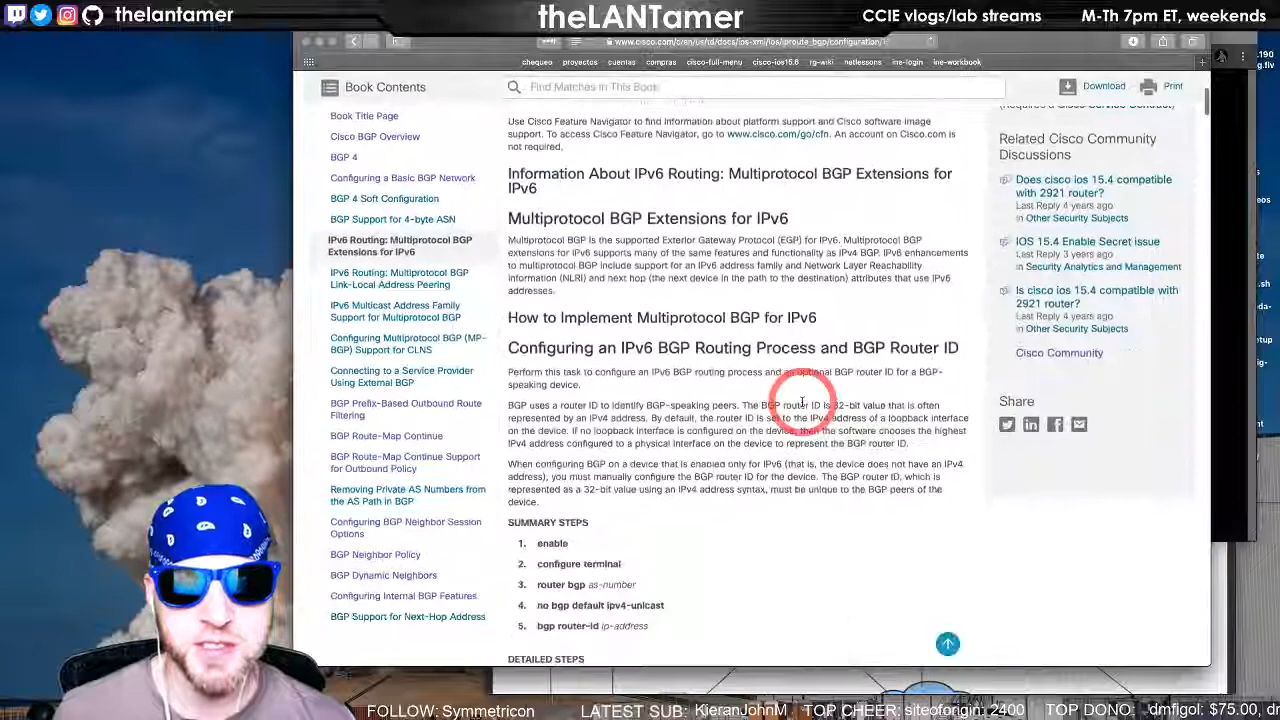 thelantamer
theLANTamer
CCIE vlogs/lab streams
M-Th 7pm ET, weekends
chequeo
proyectos
cuentas
compras
cisco-full-menu
cisco-ios15.6
rg-wiki
netlessons
ine-login
ine-workbook
Book Contents
Find Matches in This Book
Download
Print
Book Title Page
Cisco BGP Overview
BGP 4
Configuring a Basic BGP Network
BGP 4 Soft Configuration
BGP Support for 4-byte ASN
IPv6 Routing: Multiprotocol BGP
Extensions for IPv6
IPv6 Routing: Multiprotocol BGP
Link-Local Address Peering
IPv6 Multicast Address Family
Support for Multiprotocol BGP
Configuring Multiprotocol BGP (MP-
BGP) Support for CLNS
Connecting to a Service Provider
Using External BGP
BGP Prefix-Based Outbound Route
Filtering
BGP Route-Map Continue
BGP Route-Map Continue Support
for Outbound Policy
Removing Private AS Numbers from
the AS Path in BGP
Configuring BGP Neighbor Session
Options
BGP Neighbor Policy
BGP Dynamic Neighbors
Configuring Internal BGP Features
BGP Support for Next-Hop Address
Use Cisco Feature Navigator to find information about platform support and Cisco software image
support. To access Cisco Feature Navigator, go to www.cisco.com/go/cfn. An account on Cisco.com is
not required.
Information About IPv6 Routing: Multiprotocol BGP Extensions for
IPv6
Multiprotocol BGP Extensions for IPv6
Multiprotocol BGP is the supported Exterior Gateway Protocol (EGP) for IPv6. Multiprotocol BGP
extensions for IPv6 supports many of the same features and functionality as IPv4 BGP. IPv6 enhancements
to multiprotocol BGP include support for an IPv6 address family and Network Layer Reachability
Information (NLRI) and next hop (the next device in the path to the destination) attributes that use IPv6
addresses.
How to Implement Multiprotocol BGP for IPv6
Configuring an IPv6 BGP Routing Process and BGP Router ID
Perform this task to configure an IPv6 BGP routing process and an optional BGP router ID for a BGP-
speaking device.
BGP uses a router ID to identify BGP-speaking peers. The BGP router ID is 32-bit value that is often
represented by an IPv4 address. By default, the router ID is set to the IPv4 address of a loopback interface
on the device. If no loopback interface is configured on the device, then the software chooses the highest
IPv4 address configured to a physical interface on the device to represent the BGP router ID.
When configuring BGP on a device that is enabled only for IPv6 (that is, the device does not have an IPv4
address), you must manually configure the BGP router ID for the device. The BGP router ID, which is
represented as a 32-bit value using an IPv4 address syntax, must be unique to the BGP peers of the
device.
SUMMARY STEPS
1. enable
2. configure terminal
3. router bgp as-number
4. no bgp default ipv4-unicast
5. bgp router-id ip-address
DETAILED STEPS
Related Cisco Community
Discussions
Does cisco ios 15.4 compatible
with 2921 router?
Last Reply 4 years ago
in Other Security Subjects
IOS 15.4 Enable Secret issue
Last Reply 3 years ago
in Security Analytics and Management
Is cisco ios 15.4 compatible with
2921 router?
Last Reply 4 years ago
in Other Security Subjects
Cisco Community
Share
FOLLOW: Symmetricon
LATEST SUB: KieranJohnM
TOP CHEER: siteoforigin: 2400
TOP DONO: dmfigol: $75.00, d